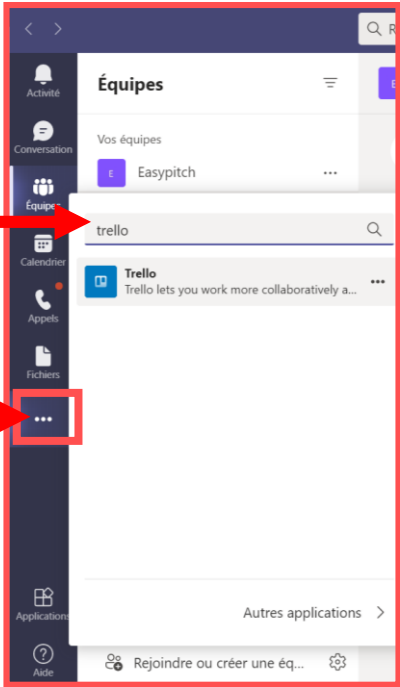 R
Activité
Équipes
Conversation
Vos équipes
E
Easypitch
...
Équipes
trello
Calendrier
Trello
Trello lets you work more collaboratively a...
Appels
Fichiers
Applications
Autres applications
Aide
Rejoindre ou créer une éq...